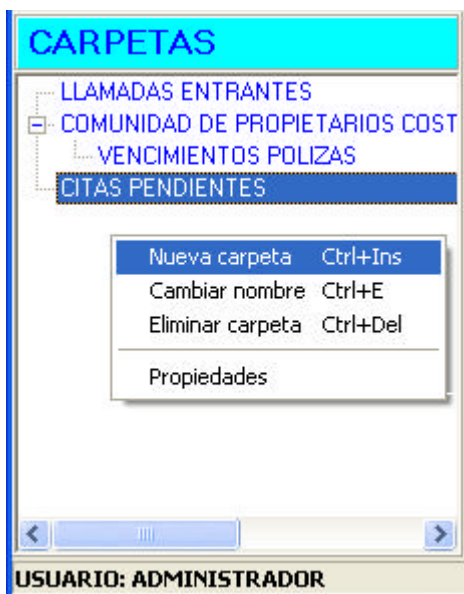 CARPETAS
LLAMADAS ENTRANTES
COMUNIDAD DE PROPIETARIOS COST
VENCIMIENTOS POLIZAS
CITAS PENDIENTES
Nueva carpeta Ctrl+Ins
Cambiar nombre Ctrl+E
Eliminar carpeta Ctrl+Del
Propiedades
USUARIO: ADMINISTRADOR